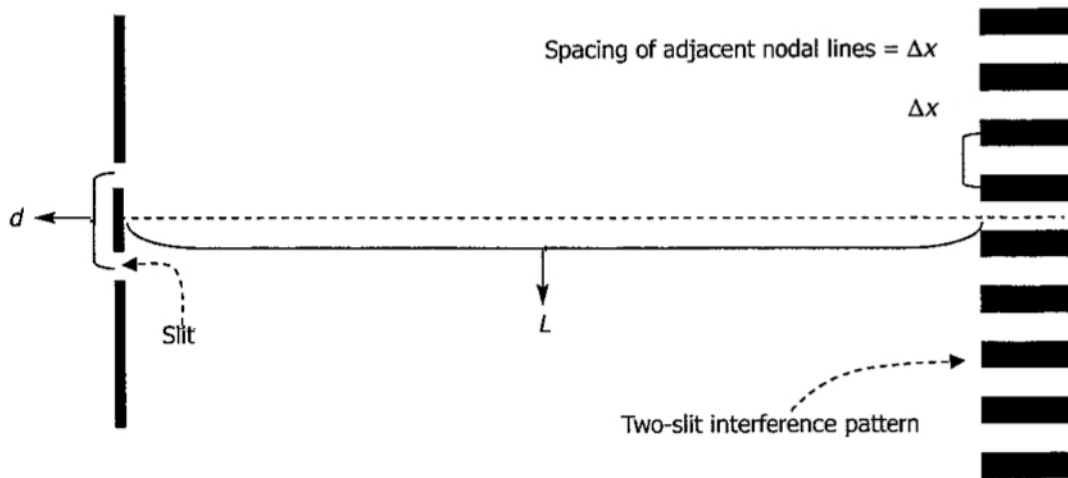 Spacing of adjacent nodal lines = Δx
Δx
d
Slit
L
Two-slit interference pattern